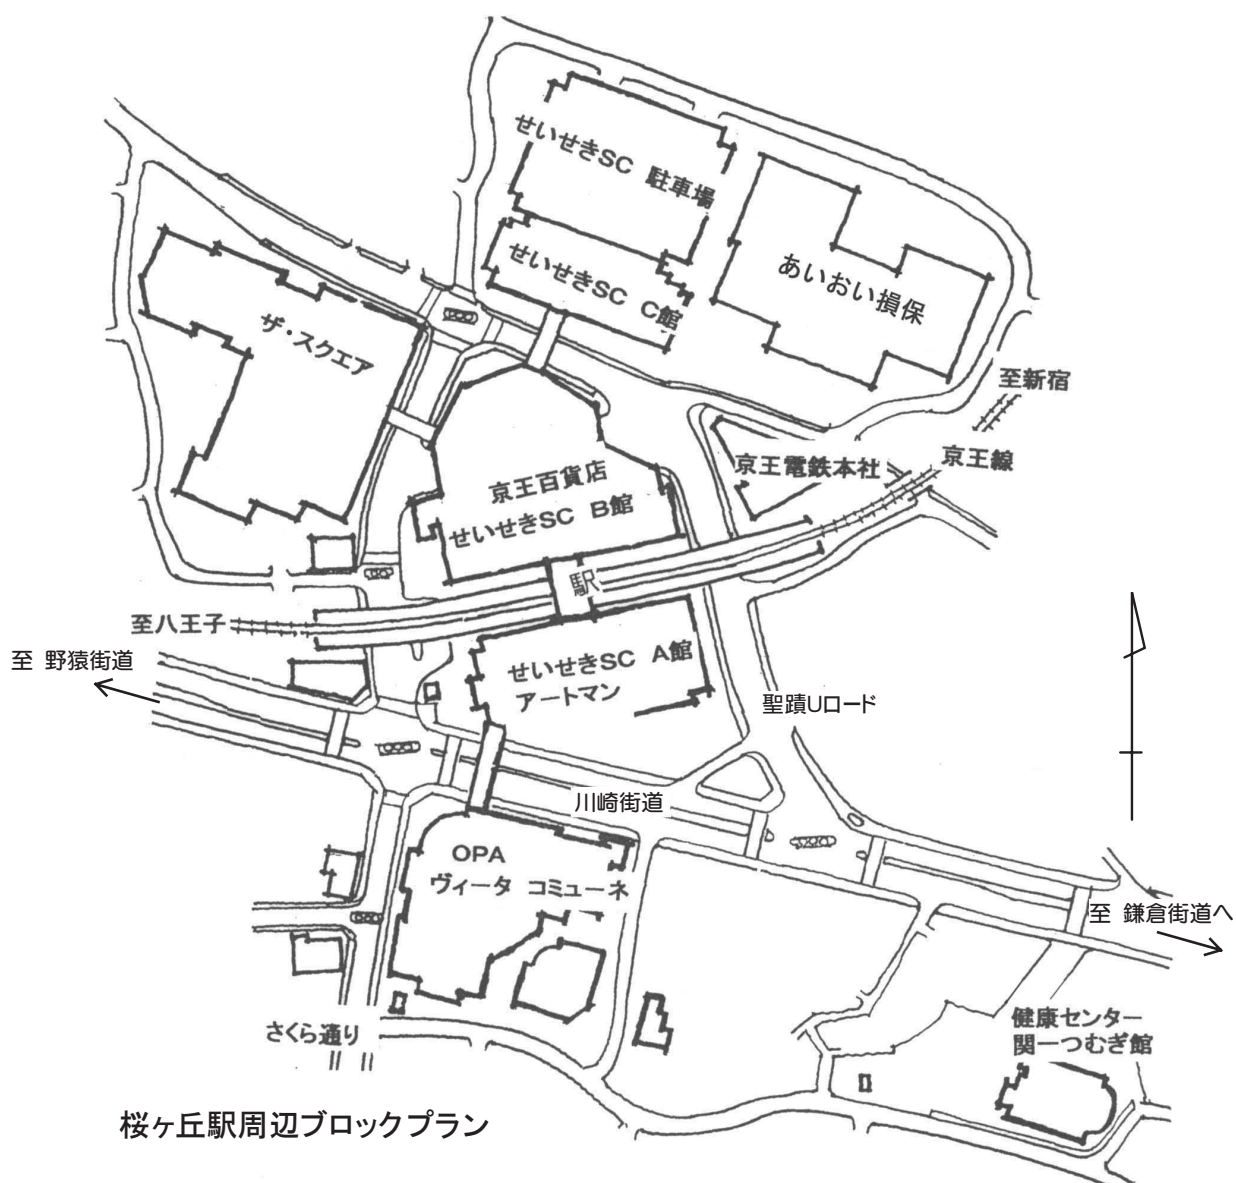 せいせきSC 駐車場
せいせきSC C館
あいおい損保
ザ・スクエア
至新宿
京王線
京王電鉄本社
京王百貨店
せいせきSC B館
駅
至八王子
至 野猿街道
せいせきSC A館
アートマン
聖蹟Uロード
川崎街道
OPA
ヴィータ コミューネ
至 鎌倉街道へ
さくら通り
健康センター
関一つむぎ館
桜ヶ丘駅周辺ブロックプラン